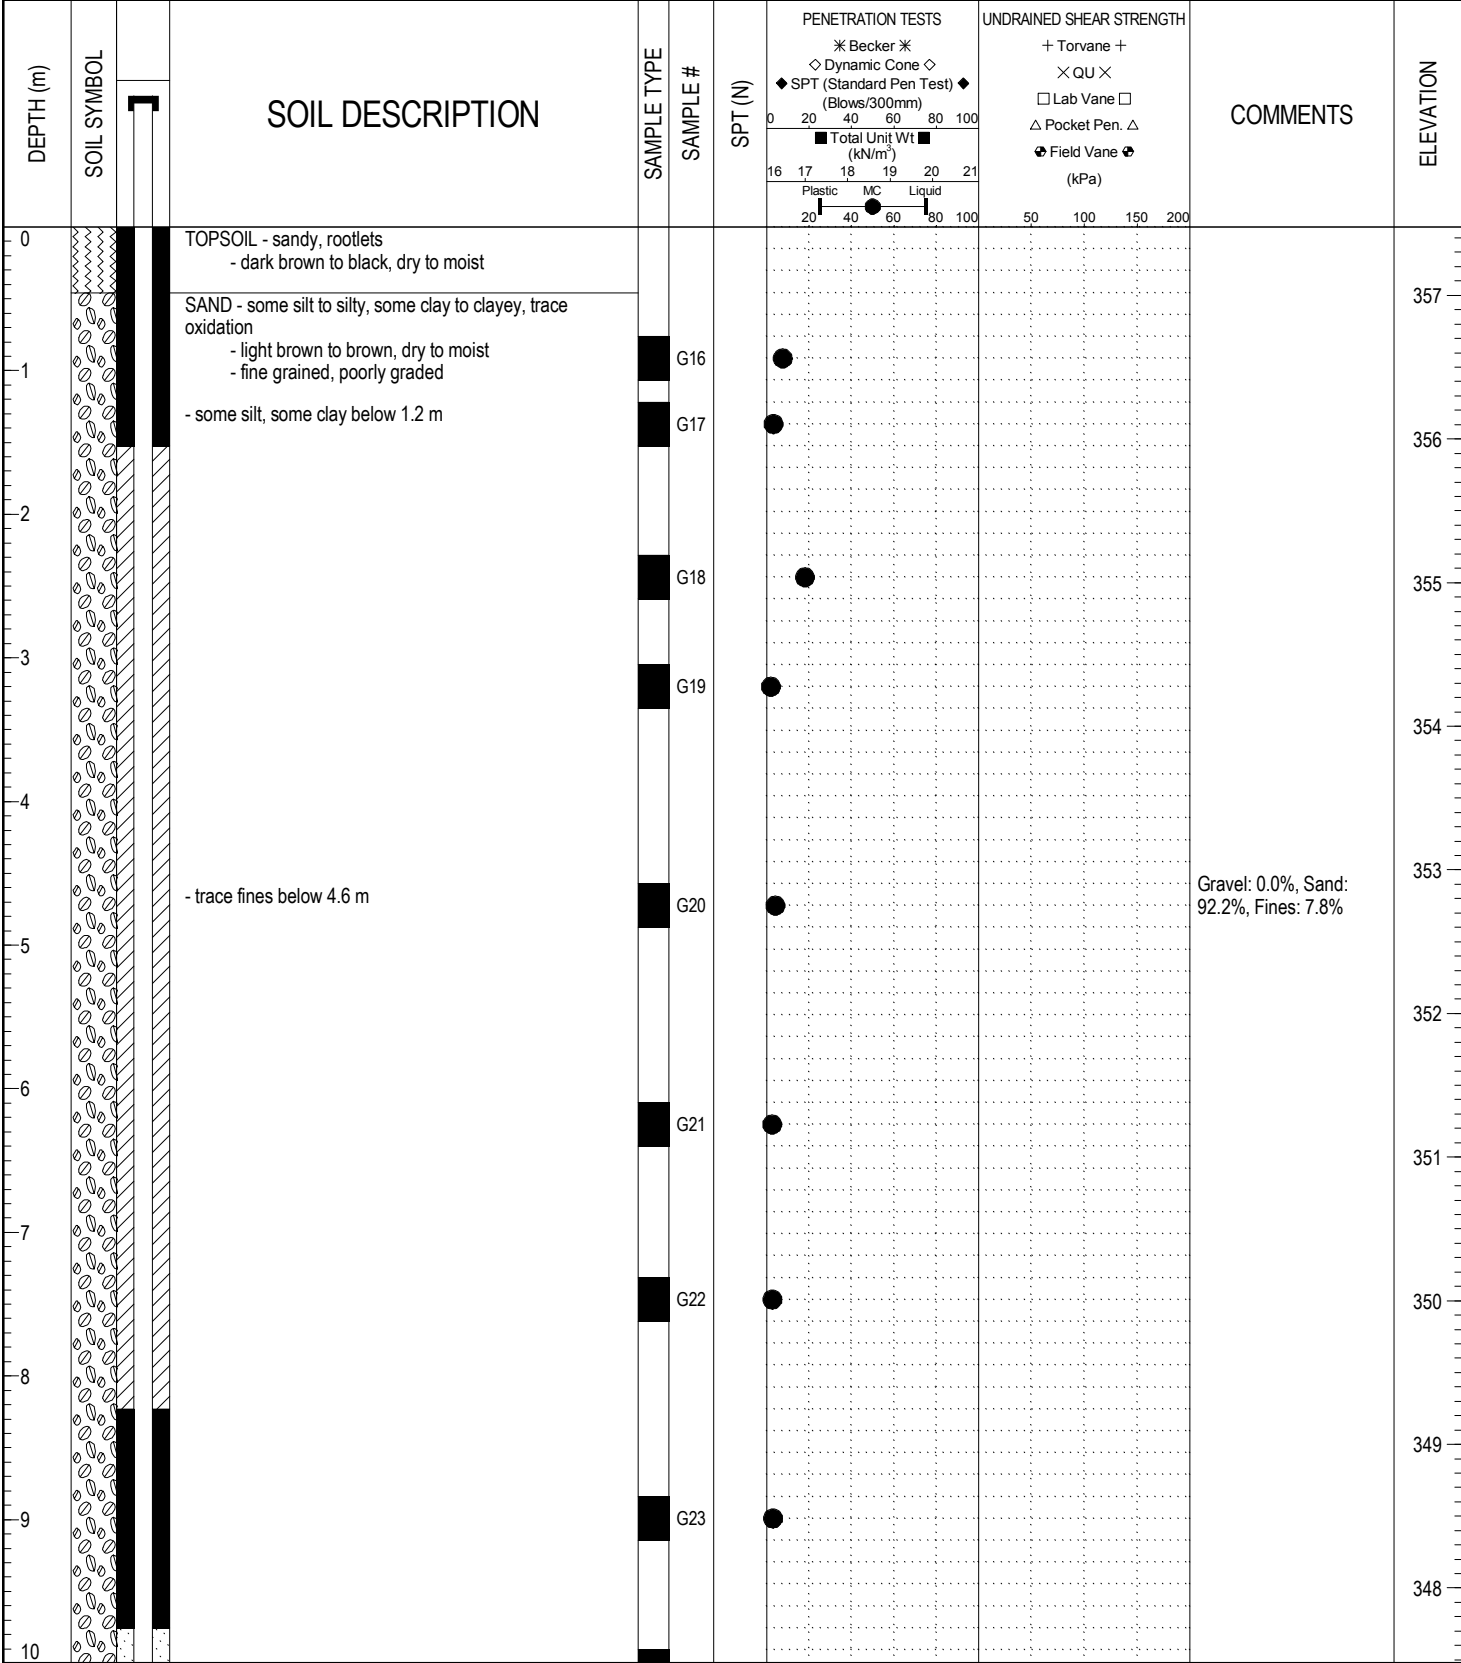 DEPTH (m)
SOIL SYMBOL
SOIL DESCRIPTION
SAMPLE TYPE
SAMPLE #
SPT (N)
PENETRATION TESTS
Becker
Dynamic Cone
SPT (Standard Pen Test)
(Blows/300mm)
0 20 40 60 80 100
Total Unit Wt
(kN/m³)
16 17 18 19 20 21
Plastic MC Liquid
20 40 60 80 100
UNDRAINED SHEAR STRENGTH
Torvane
QU
Lab Vane
Pocket Pen.
Field Vane
(kPa)
50 100 150 200
COMMENTS
ELEVATION
0
TOPSOIL - sandy, rootlets
- dark brown to black, dry to moist
357
SAND - some silt to silty, some clay to clayey, trace
oxidation
- light brown to brown, dry to moist
G16
1
- fine grained, poorly graded
- some silt, some clay below 1.2 m
G17
356
2
G18
355
3
G19
354
4
353
- trace fines below 4.6 m
G20
Gravel: 0.0%, Sand:
92.2%, Fines: 7.8%
5
352
6
G21
351
7
G22
350
8
349
9
G23
348
10